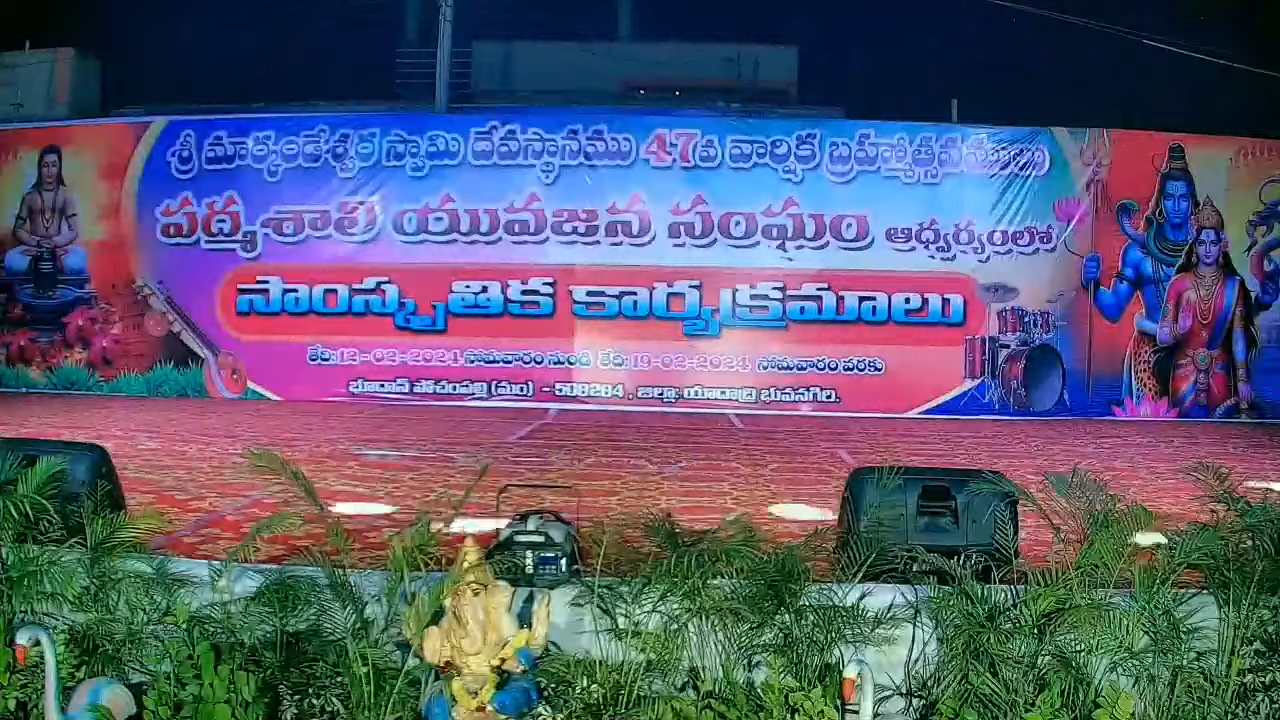 శ్రీ మార్కండేశ్వర స్వామి దేవస్థానము 47వ వార్షిక బ్రహ్మోత్సవములు
పద్మశాలి యువజన సంఘం ఆధ్వర్యంలో
సాంస్కృతిక కార్యక్రమాలు
తేది: 12-02-2024 సోమవారం నుండి తేది: 19-02-2024 సోమవారం వరకు
భూదాన్ పోచంపల్లి (మం) - 508284, జిల్లా: యాదాద్రి భువనగిరి.